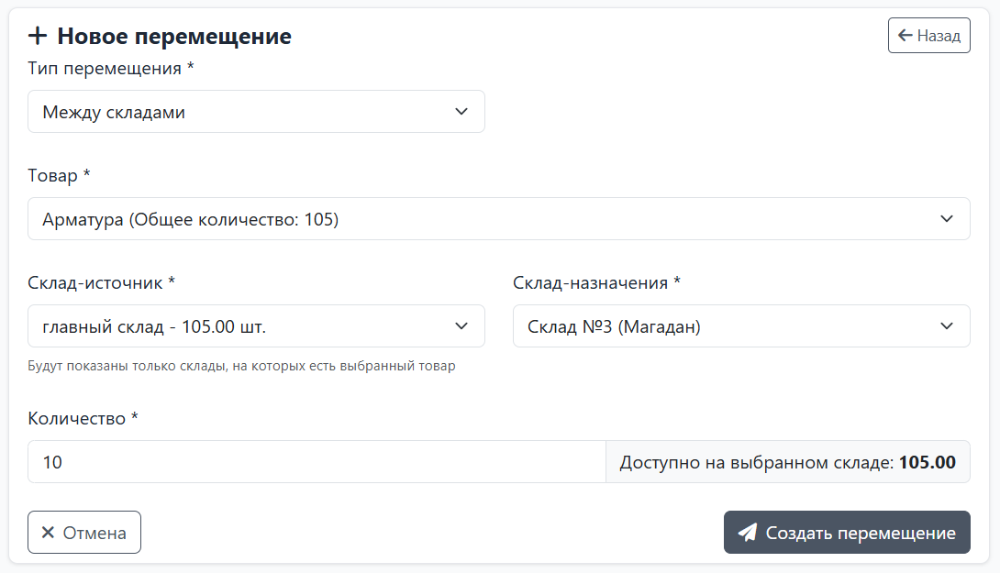 Новое перемещение
Назад
Тип перемещения *
Между складами
Товар *
Арматура (Общее количество: 105)
Склад-источник *
Склад-назначения *
главный склад - 105.00 шт.
Склад №3 (Магадан)
Будут показаны только склады, на которых есть выбранный товар
Количество *
10
Доступно на выбранном складе: 105.00
Отмена
Создать перемещение